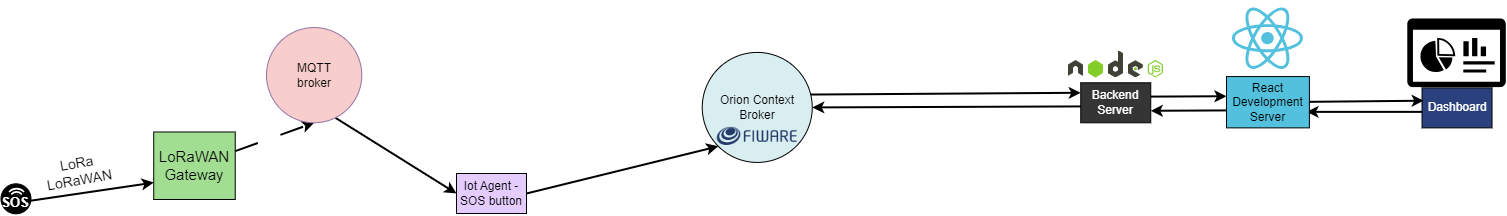 SOS
LoRa
LoRaWAN
LoRaWAN
Gateway
MQTT
broker
Iot Agent -
SOS button
Orion Context
Broker
FIWARE
node
JS
Backend
Server
React
Development
Server
Dashboard